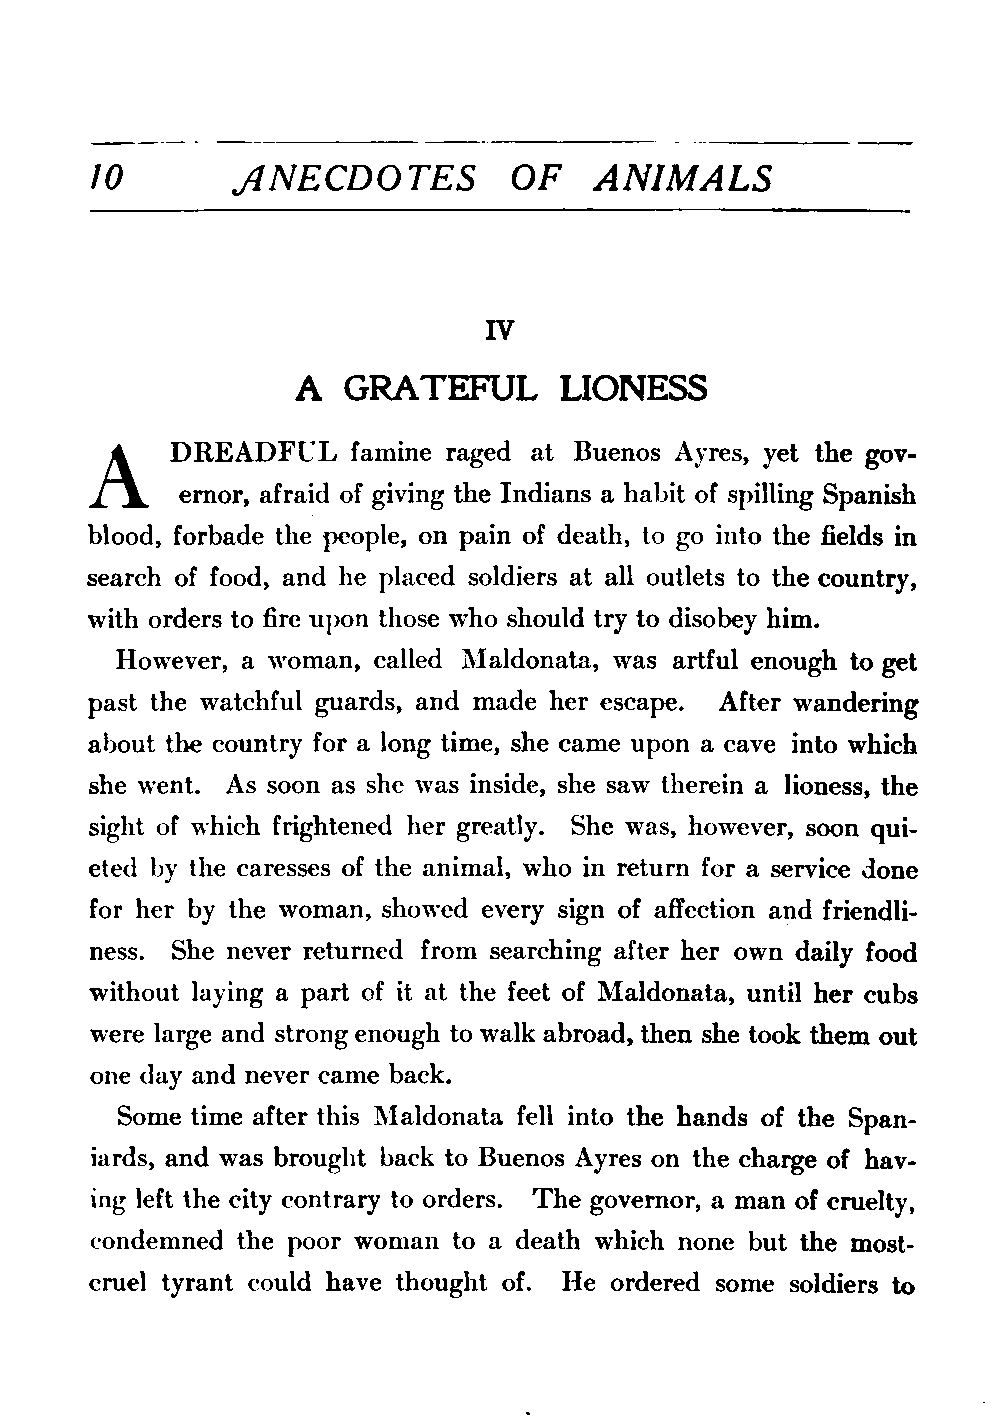 10 ANECDOTES OF ANIMALS
IV
A GRATEFUL LIONESS
A DREADFUL famine raged at Buenos Ayres, yet the gov-
ernor, afraid of giving the Indians a habit of spilling Spanish
blood, forbade the people, on pain of death, to go into the fields in
search of food, and he placed soldiers at all outlets to the country,
with orders to fire upon those who should try to disobey him.
However, a woman, called Maldonata, was artful enough to get
past the watchful guards, and made her escape. After wandering
about the country for a long time, she came upon a cave into which
she went. As soon as she was inside, she saw therein a lioness, the
sight of which frightened her greatly. She was, however, soon qui-
eted by the caresses of the animal, who in return for a service done
for her by the woman, showed every sign of affection and friendli-
ness. She never returned from searching after her own daily food
without laying a part of it at the feet of Maldonata, until her cubs
were large and strong enough to walk abroad, then she took them out
one day and never came back.
Some time after this Maldonata fell into the hands of the Span-
iards, and was brought back to Buenos Ayres on the charge of hav-
ing left the city contrary to orders. The governor, a man of cruelty,
condemned the poor woman to a death which none but the most-
cruel tyrant could have thought of. He ordered some soldiers to